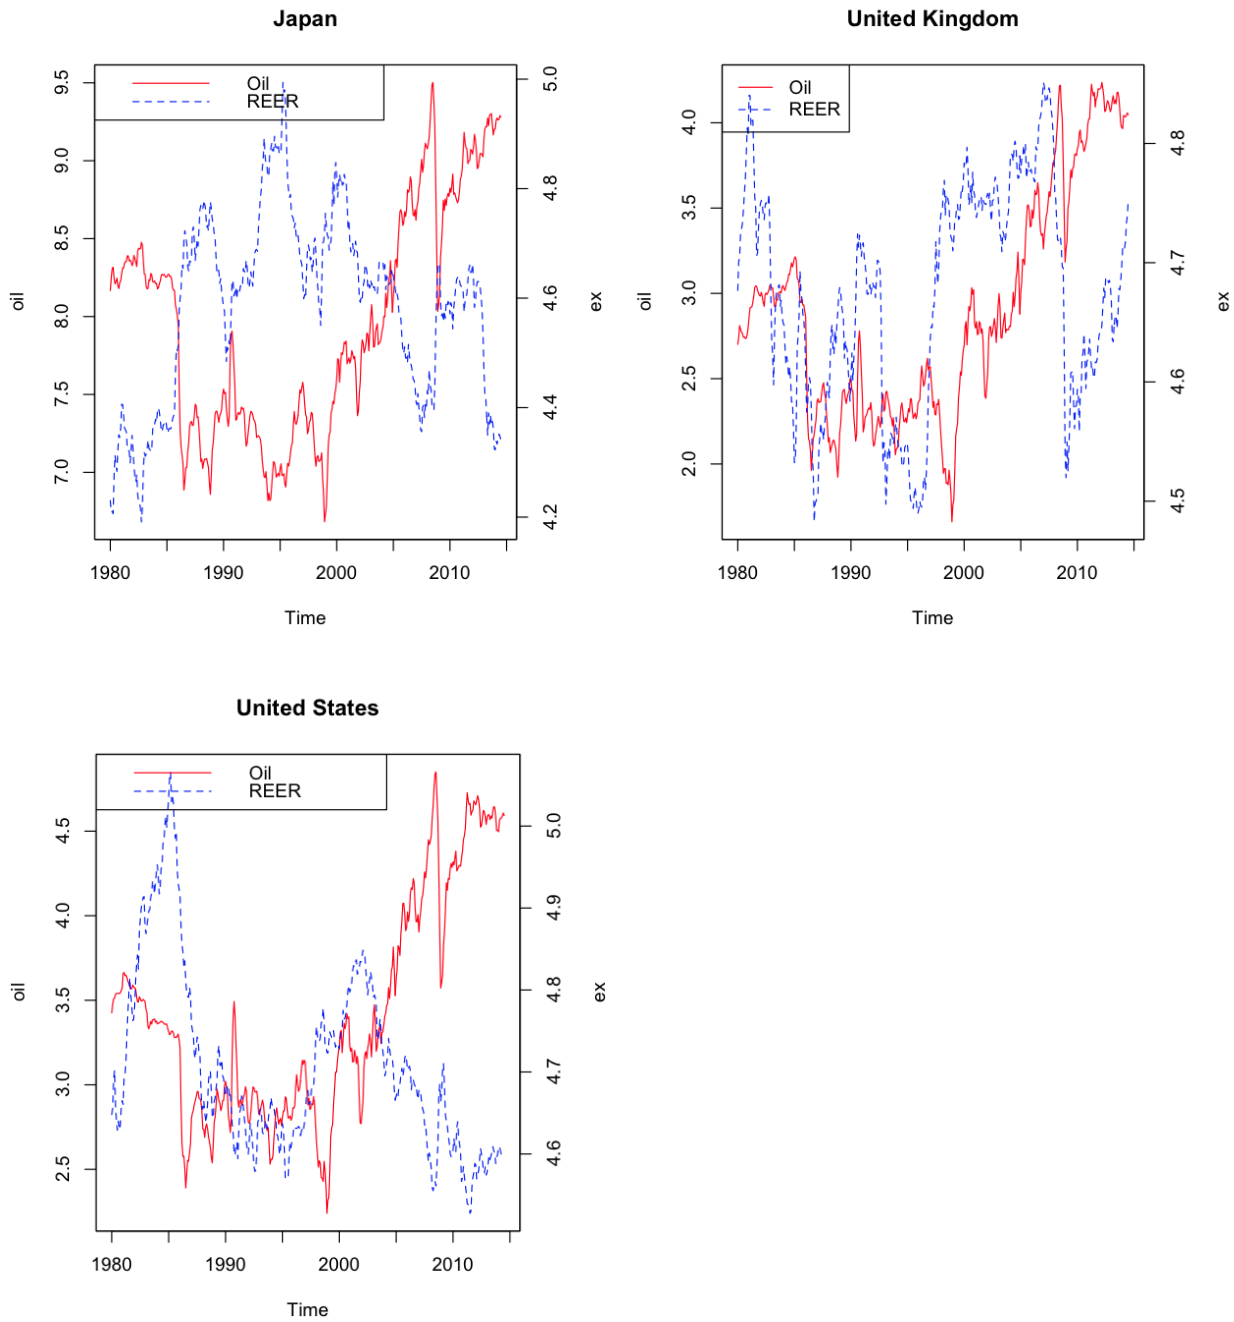 Japan
Oil
REER
9.5
9.0
8.5
8.0
7.5
7.0
oil
5.0
4.8
4.6
4.4
4.2
ex
1980 1990 2000 2010
Time
United Kingdom
Oil
REER
4.0
3.5
3.0
2.5
2.0
oil
4.8
4.7
4.6
4.5
ex
1980 1990 2000 2010
Time
United States
Oil
REER
4.5
4.0
3.5
3.0
2.5
oil
5.0
4.9
4.8
4.7
4.6
ex
1980 1990 2000 2010
Time